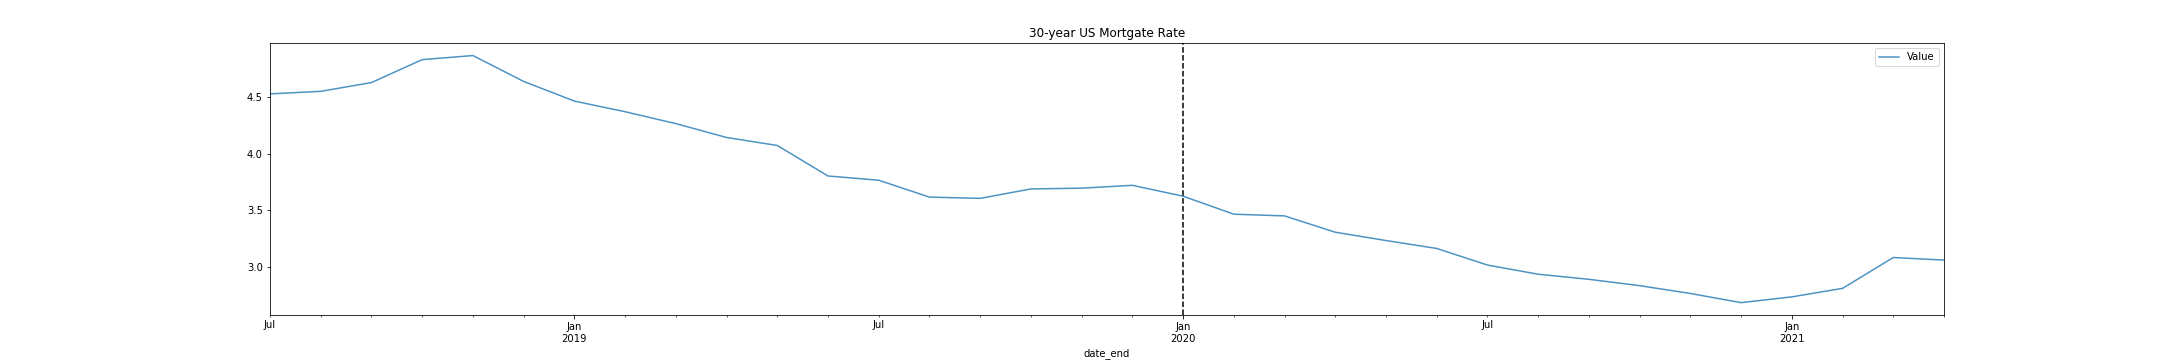 30-year US Mortgate Rate
Value
4.5
4.0
3.5
3.0
Jul
Jan
2019
Jul
Jan
2020
Jul
Jan
2021
date_end